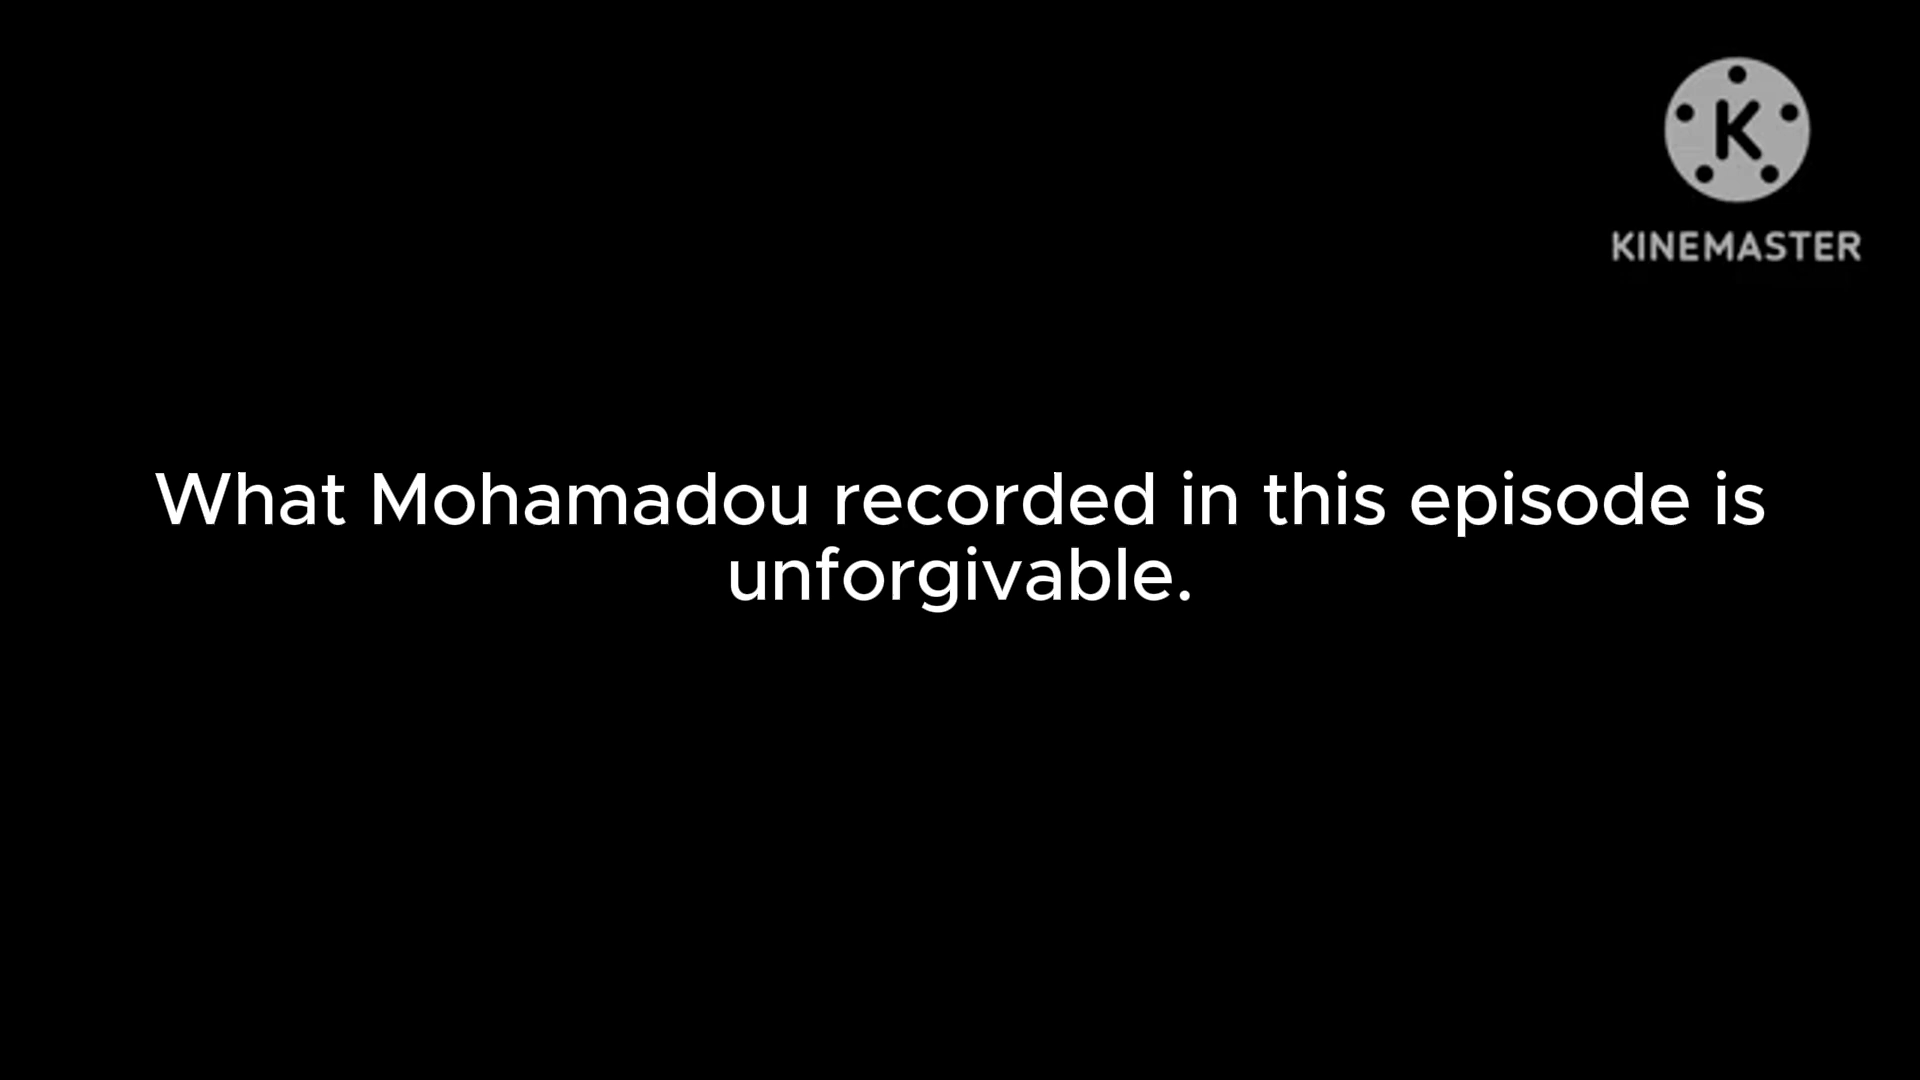 K
KINEMASTER
What Mohamadou recorded in this episode is
unforgivable.